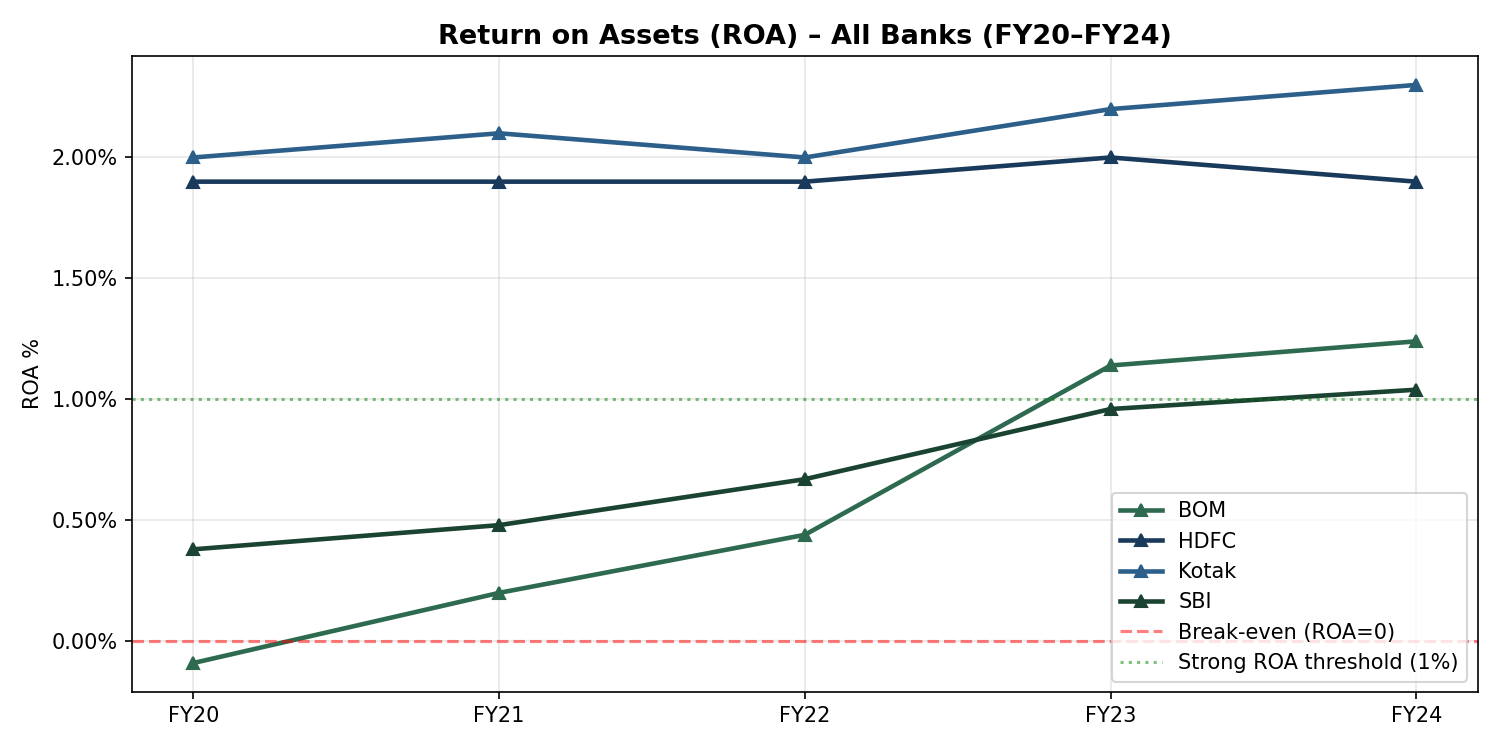 Return on Assets (ROA) – All Banks (FY20–FY24)
ROA %
2.00%
1.50%
1.00%
0.50%
0.00%
BOM
HDFC
Kotak
SBI
Break-even (ROA=0)
Strong ROA threshold (1%)
FY20 FY21 FY22 FY23 FY24